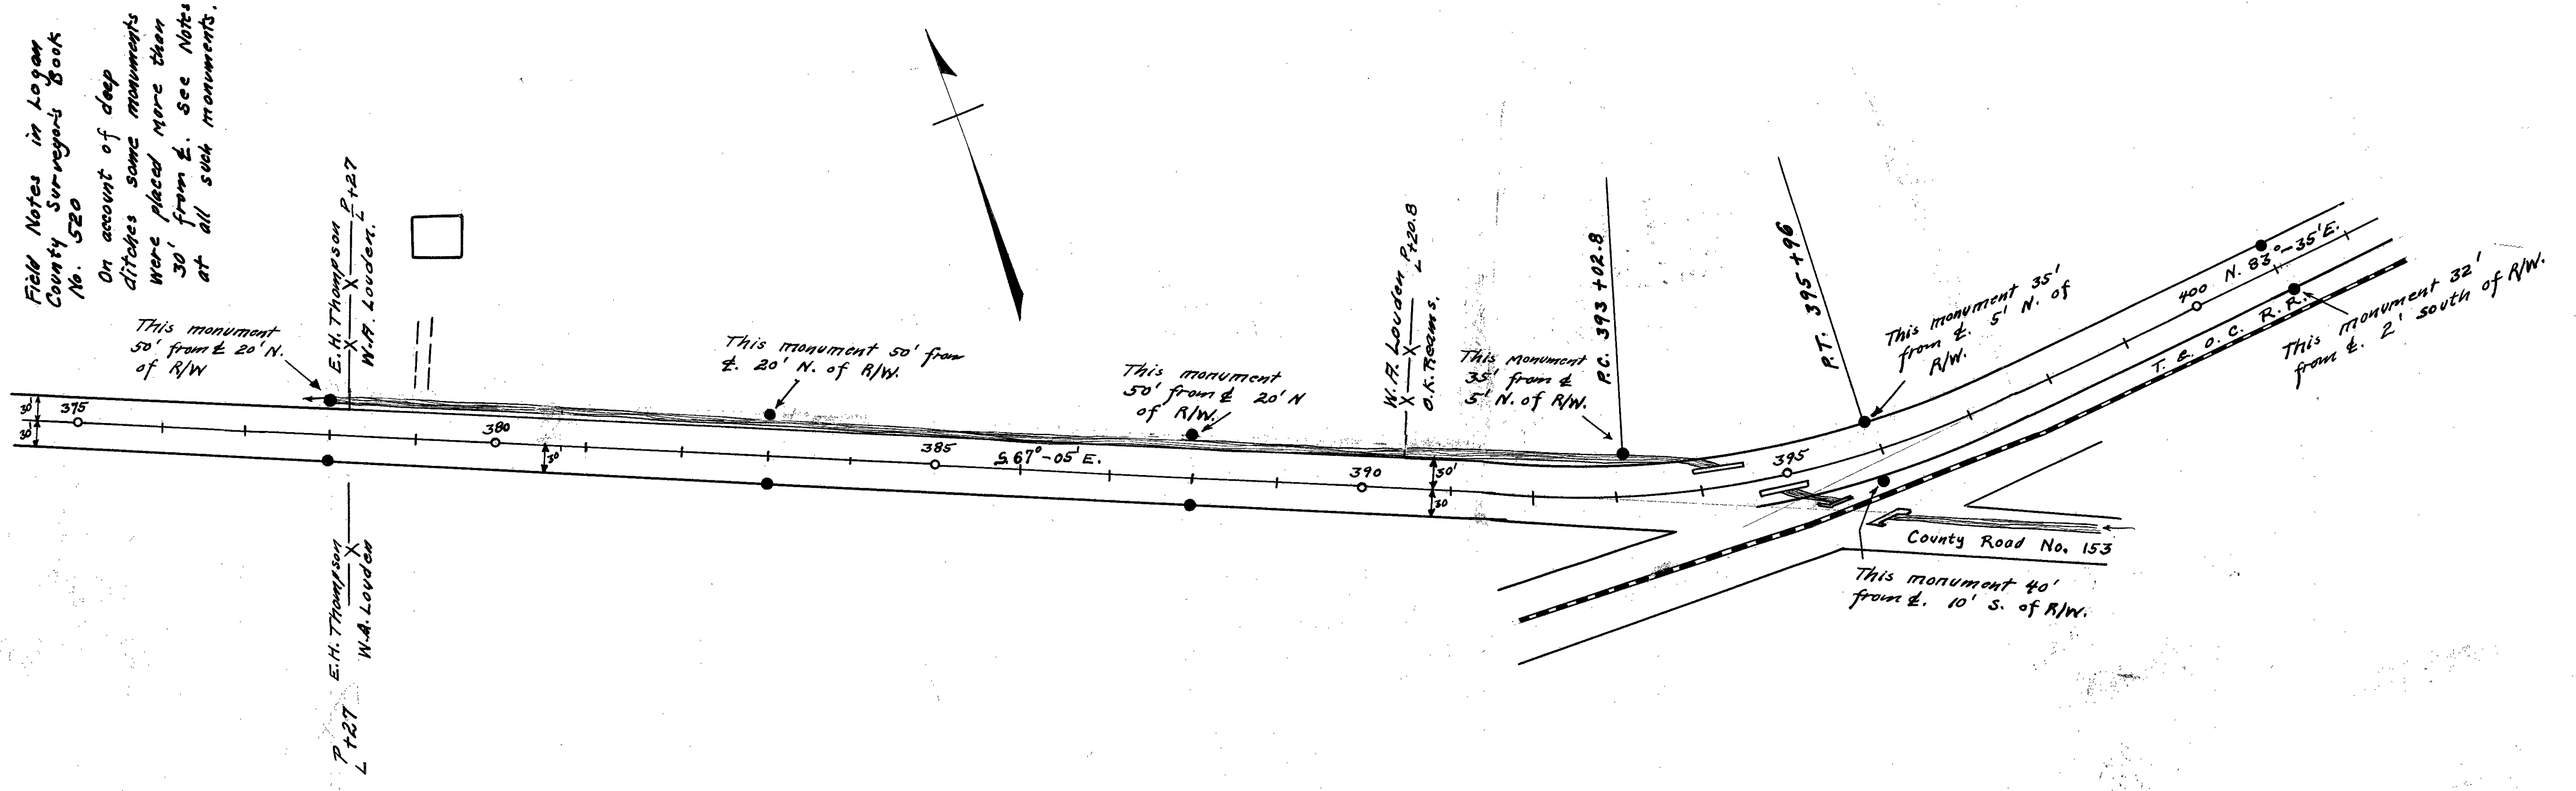 Field Notes in Logan
County Surveyor's Book
No. 520
On account of deep
ditches some monuments
were placed more than
30' from ℄. See Notes
at all such monuments.
This monument
50' from ℄ 20' N.
of R/W
E.H. Thompson
X X
W.A. Louden.
P L +27
This monument 50' from
℄. 20' N. of R/W.
This monument
50' from ℄ 20' N
of R/W.
W.A. Louden
X X
O.K. Reams.
P L +20.8
This Monument
35' from ℄
5' N. of R/W.
P.C. 393 +02.8
P.T. 395 +96
This monument 35'
from ℄. 5' N. of
R/W.
N. 83°-35' E.
400
T. & O. C. R. R.
This monument 32'
from ℄. 2' south of R/W.
30'
30'
375
380
30'
385
S. 67°-05' E.
390
30'
30
395
County Road No. 153
This monument 40'
from ℄. 10' S. of R/W.
E.H. Thompson
X
W.A. Louden
P L +27